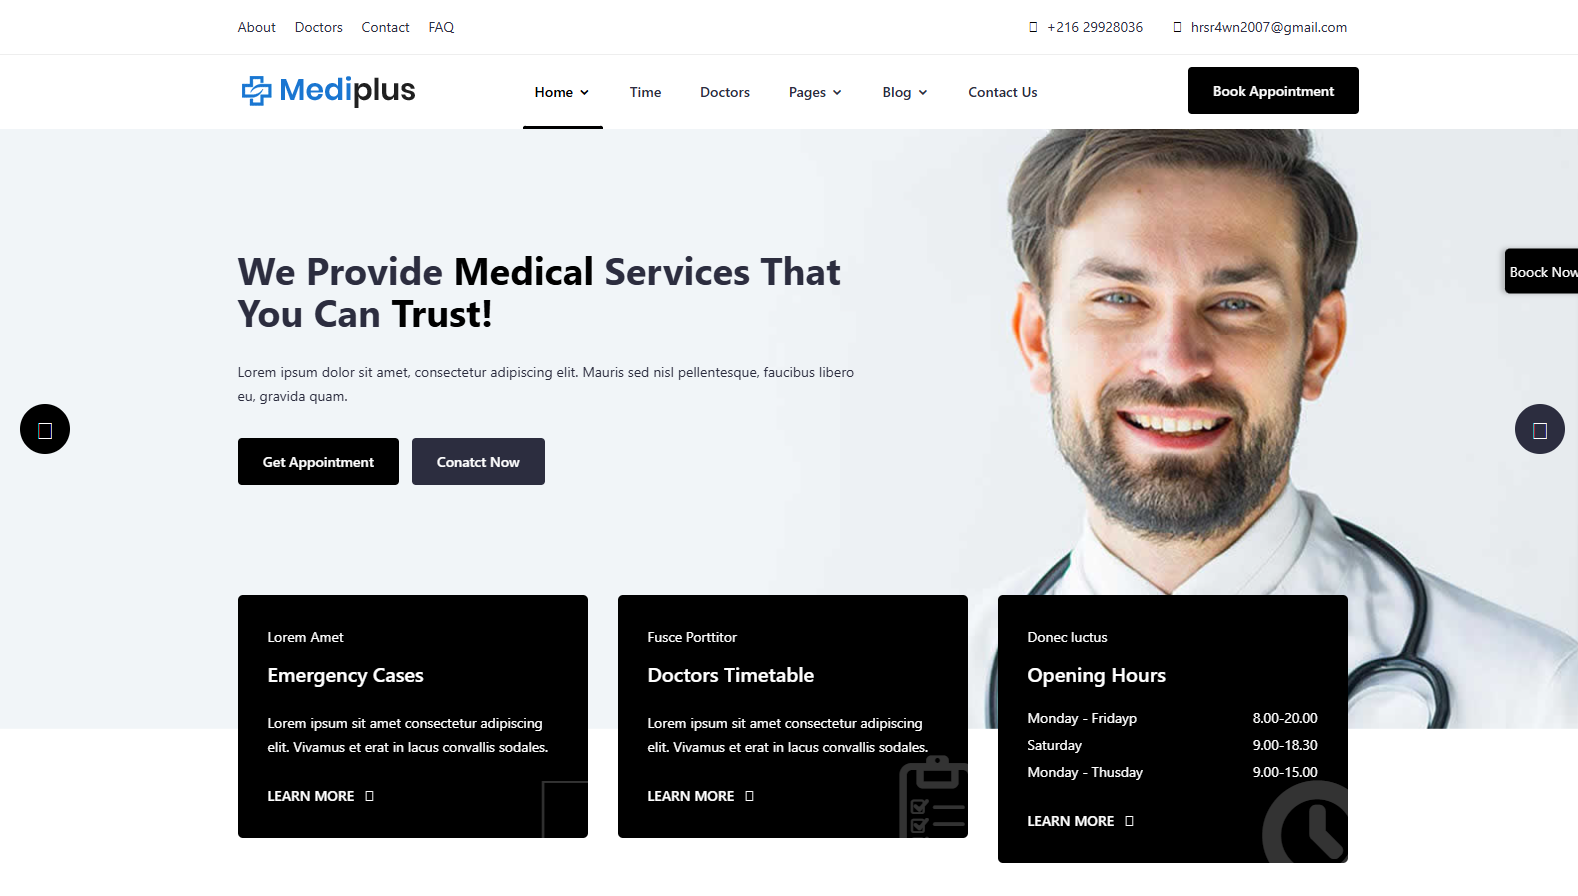 About Doctors Contact FAQ
+216 29928036 hrsr4wn2007@gmail.com
Mediplus
Home Time Doctors Pages Blog Contact Us
Book Appointment
We Provide Medical Services That
You Can Trust!
Boock Now
Lorem ipsum dolor sit amet, consectetur adipiscing elit. Mauris sed nisl pellentesque, faucibus libero
eu, gravida quam.
Get Appointment Conatct Now
Lorem Amet
Emergency Cases
Lorem ipsum sit amet consectetur adipiscing
elit. Vivamus et erat in lacus convallis sodales.
LEARN MORE
Fusce Porttitor
Doctors Timetable
Lorem ipsum sit amet consectetur adipiscing
elit. Vivamus et erat in lacus convallis sodales.
LEARN MORE
Donec luctus
Opening Hours
Monday - Fridayp 8.00-20.00
Saturday 9.00-18.30
Monday - Thusday 9.00-15.00
LEARN MORE